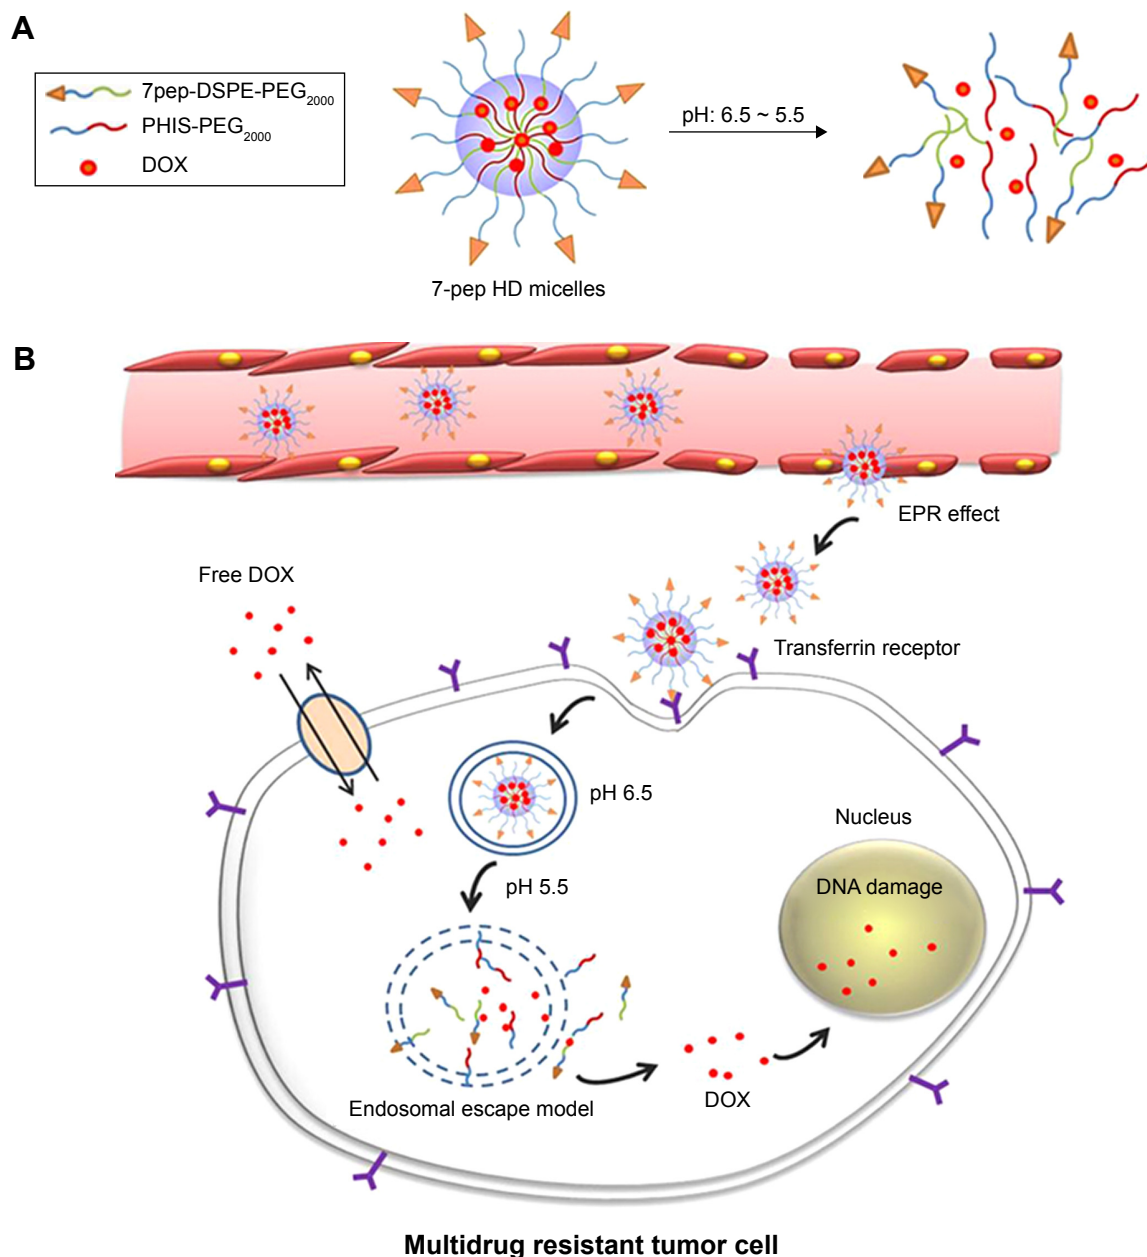 A
7pep-DSPE-PEG2000
PHIS-PEG2000
DOX
pH: 6.5 ~ 5.5
7-pep HD micelles
B
EPR effect
Free DOX
Transferrin receptor
pH 6.5
Nucleus
pH 5.5
DNA damage
DOX
Endosomal escape model
Multidrug resistant tumor cell